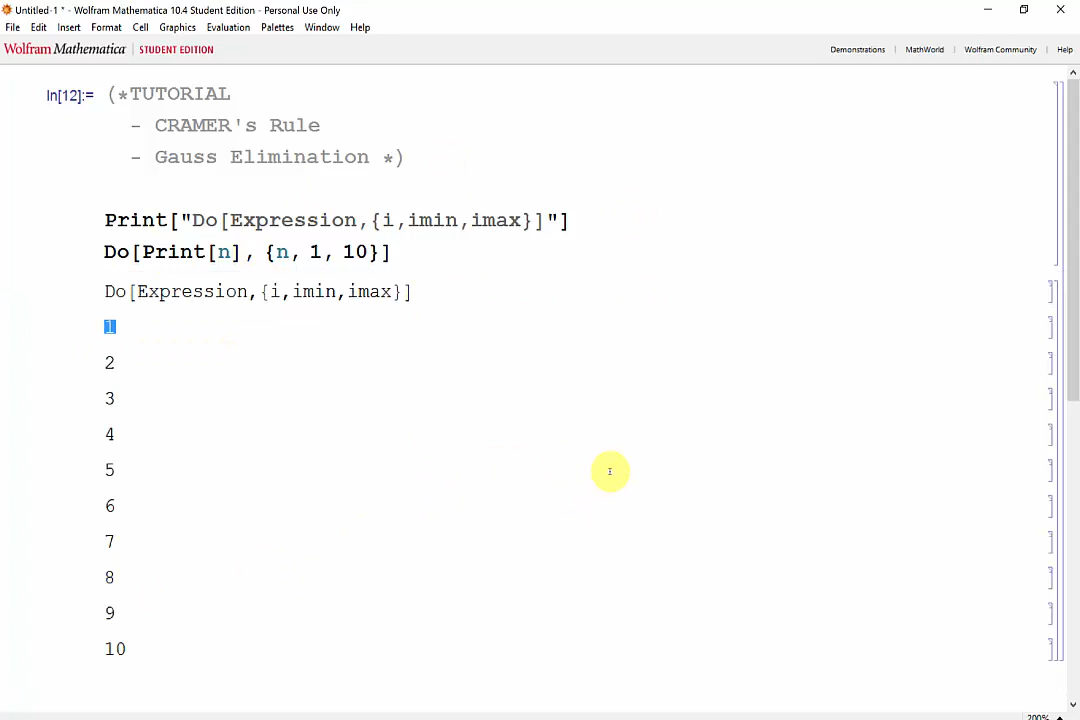 Untitled-1 * - Wolfram Mathematica 10.4 Student Edition - Personal Use Only
File Edit Insert Format Cell Graphics Evaluation Palettes Window Help
Wolfram Mathematica | STUDENT EDITION Demonstrations | MathWorld | Wolfram Community | Help
In[12]:= (*TUTORIAL
- CRAMER's Rule
- Gauss Elimination *)
Print["Do[Expression,{i,imin,imax}]"]
Do[Print[n], {n, 1, 10}]
Do[Expression,{i,imin,imax}]
1
2
3
4
5
6
7
8
9
10
200%